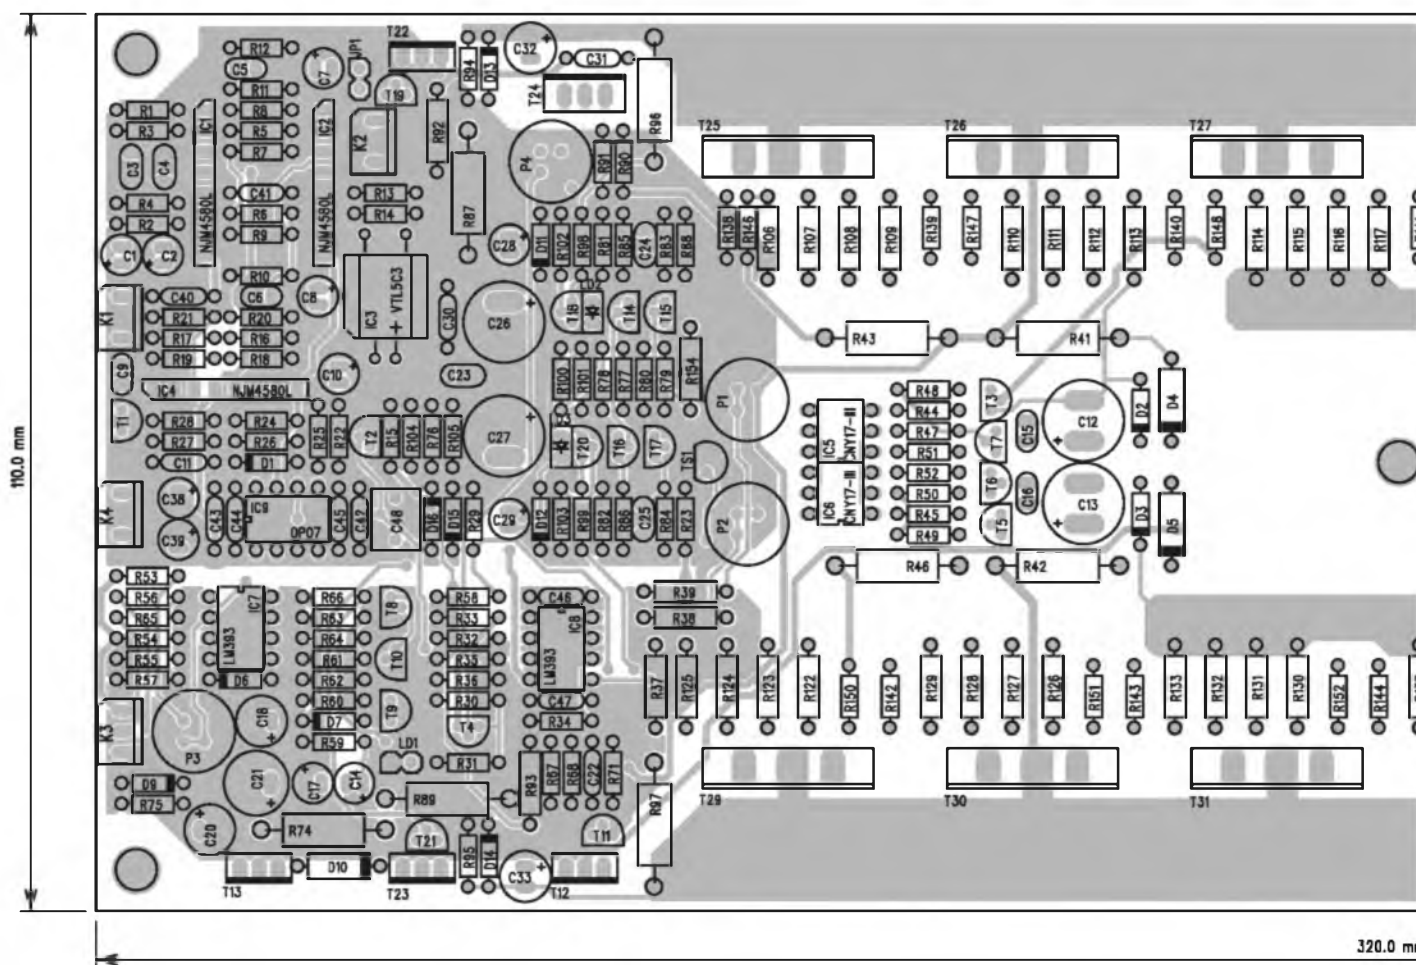 R12
C5
R11
R8
R5
R7
C41
R6
R9
R10
C40
C6
R21
R20
R17
R16
R19
R18
R1
R3
C3
C4
R4
R2
C1
C2
K1
C9
T1
IC1
NJM4580L
IC2
NJM4580L
C7
JP1
C8
K2
R13
R14
IC3
VTL5C3
C10
IC4
NJM4580L
T22
T19
R92
R87
R94
D13
C32
C31
T24
R96
P4
R91
R90
C28
D11
R102
R98
R81
R85
C24
R83
R88
C30
C26
LD2
T18
T14
T15
C23
R100
R101
R78
R77
R80
R79
R154
P1
C27
T20
T16
T17
TS1
R28
R24
R27
R26
C11
D1
R25
R22
T2
R15
R104
R76
R105
K4
C38
C39
C43
C44
IC9
OP07
C45
C42
C48
D16
D15
R29
C29
D12
R103
R99
R82
R86
C25
R84
R23
P2
T25
T26
T27
R138
R146
R106
R107
R108
R109
R139
R147
R110
R111
R112
R113
R140
R148
R114
R115
R116
R117
R43
R41
IC5
CNY17-III
IC6
CNY17-III
R48
R44
R47
R51
R52
R50
R45
R49
T3
T7
T6
T5
C15
C16
C12
C13
D2
D4
D3
D5
R46
R42
R53
R56
R65
R54
R55
R57
IC7
LM393
D6
R66
R63
R64
R61
R62
R60
D7
R59
T8
T10
T9
LD1
R58
R33
R32
R35
R36
R30
T4
R31
C46
IC8
LM393
C47
R34
R39
R38
R37
R125
R124
R123
R122
R150
R142
R129
R128
R127
R126
R151
R143
R133
R132
R131
R130
R152
R144
K3
P3
C18
C21
C17
C14
D9
R75
C20
R74
R89
R93
R67
R68
C22
R71
R97
T13
D10
T23
T21
R95
D14
C33
T12
T11
T29
T30
T31
110.0 mm
320.0 mm